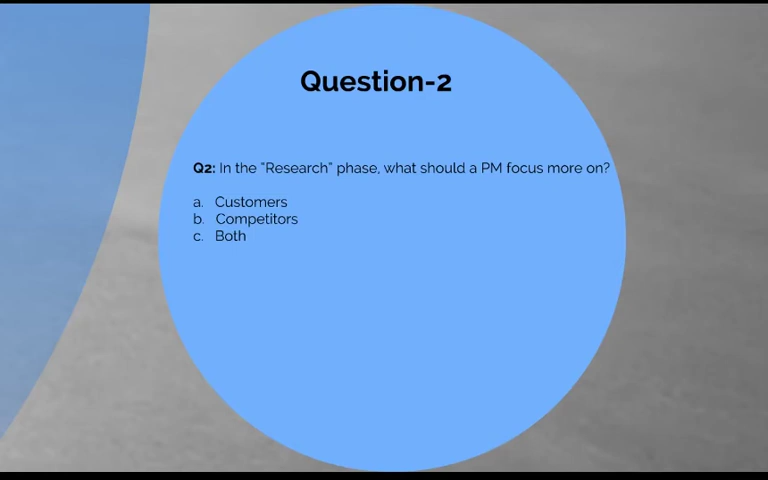 Question-2
Q2: In the "Research" phase, what should a PM focus more on?
a. Customers
b. Competitors
c. Both